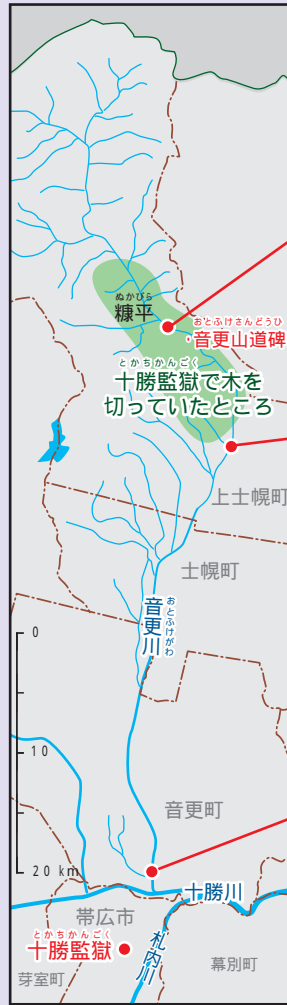 ぬかびら
糠平
おとふけさんどうひ
音更山道碑
とかちかんごく
十勝監獄で木を
切っていたところ
上士幌町
士幌町
音更川
おとふけがわ
0
10
音更町
20 km
十勝川
帯広市
とかちかんごく
十勝監獄
札内川
芽室町
幕別町